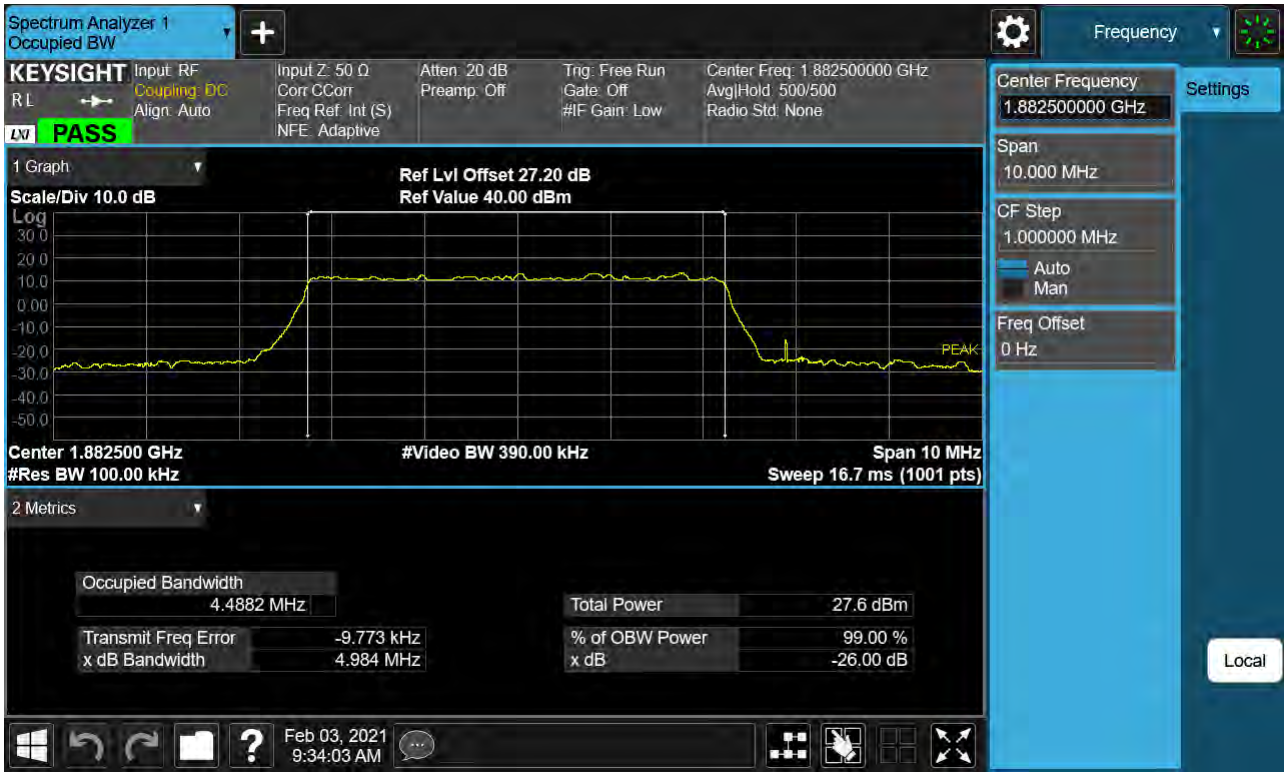 Spectrum Analyzer 1
Occupied BW
Frequency
KEYSIGHT
RL
LXI PASS
Input: RF
Coupling: DC
Align: Auto
Input Z: 50 Ω
Corr CCorr
Freq Ref: Int (S)
NFE: Adaptive
Atten: 20 dB
Preamp: Off
Trig: Free Run
Gate: Off
#IF Gain: Low
Center Freq: 1.882500000 GHz
Avg|Hold: 500/500
Radio Std: None
Center Frequency
1.882500000 GHz
Settings
Span
10.000 MHz
CF Step
1.000000 MHz
Auto
Man
Freq Offset
0 Hz
1 Graph
Scale/Div 10.0 dB
Ref Lvl Offset 27.20 dB
Ref Value 40.00 dBm
Log
30.0
20.0
10.0
0.00
-10.0
-20.0
-30.0
-40.0
-50.0
PEAK
Center 1.882500 GHz
#Video BW 390.00 kHz
Span 10 MHz
#Res BW 100.00 kHz
Sweep 16.7 ms (1001 pts)
2 Metrics
Occupied Bandwidth
4.4882 MHz
Total Power 27.6 dBm
Transmit Freq Error -9.773 kHz
% of OBW Power 99.00 %
x dB Bandwidth 4.984 MHz
x dB -26.00 dB
Local
?
Feb 03, 2021
9:34:03 AM